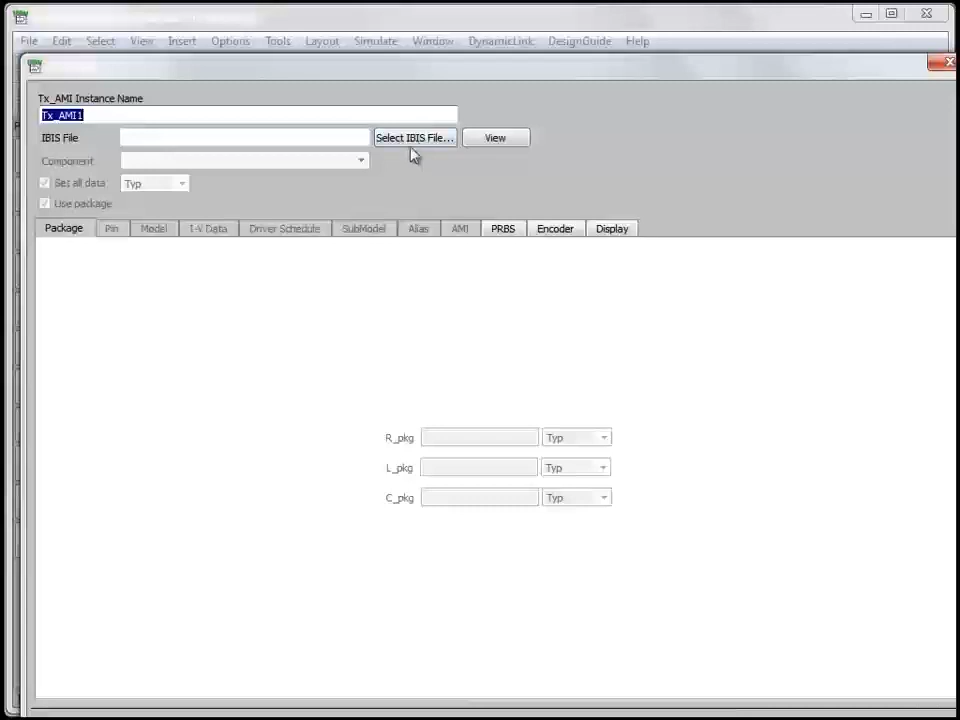 File Edit Select View Insert Options Tools Layout Simulate Window DynamicLink DesignGuide Help
Tx_AMI Instance Name
Tx_AMI1
IBIS File Select IBIS File... View
Component
Set all data Typ
Use package
Package Pin Model I-V Data Driver Schedule SubModel Alias AMI PRBS Encoder Display
R_pkg Typ
L_pkg Typ
C_pkg Typ